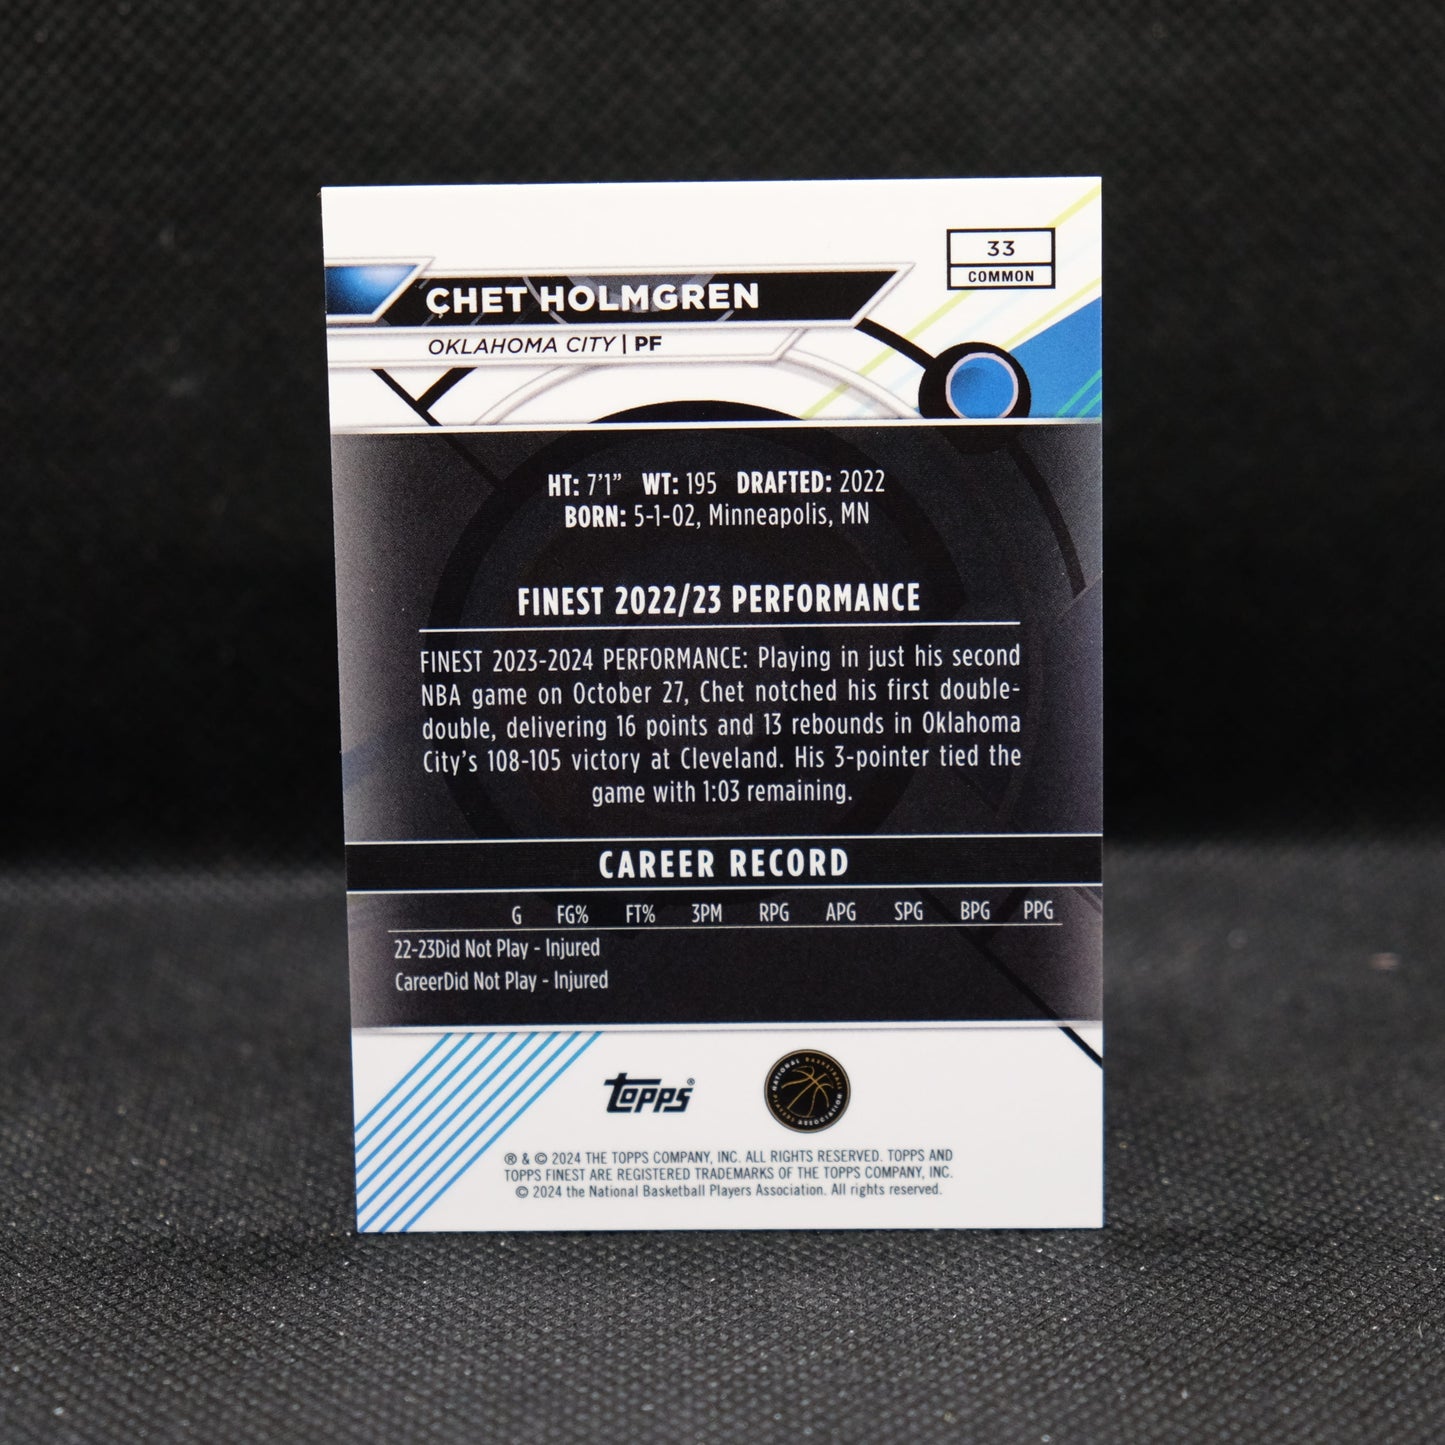 33
COMMON
CHET HOLMGREN
OKLAHOMA CITY | PF
HT: 7'1" WT: 195 DRAFTED: 2022
BORN: 5-1-02, Minneapolis, MN
FINEST 2022/23 PERFORMANCE
FINEST 2023-2024 PERFORMANCE: Playing in just his second
NBA game on October 27, Chet notched his first double-
double, delivering 16 points and 13 rebounds in Oklahoma
City's 108-105 victory at Cleveland. His 3-pointer tied the
game with 1:03 remaining.
CAREER RECORD
G FG% FT% 3PM RPG APG SPG BPG PPG
22-23Did Not Play - Injured
CareerDid Not Play - Injured
topps®
NATIONAL BASKETBALL
PLAYERS ASSOCIATION
® & © 2024 THE TOPPS COMPANY, INC. ALL RIGHTS RESERVED. TOPPS AND
TOPPS FINEST ARE REGISTERED TRADEMARKS OF THE TOPPS COMPANY, INC.
© 2024 the National Basketball Players Association. All rights reserved.